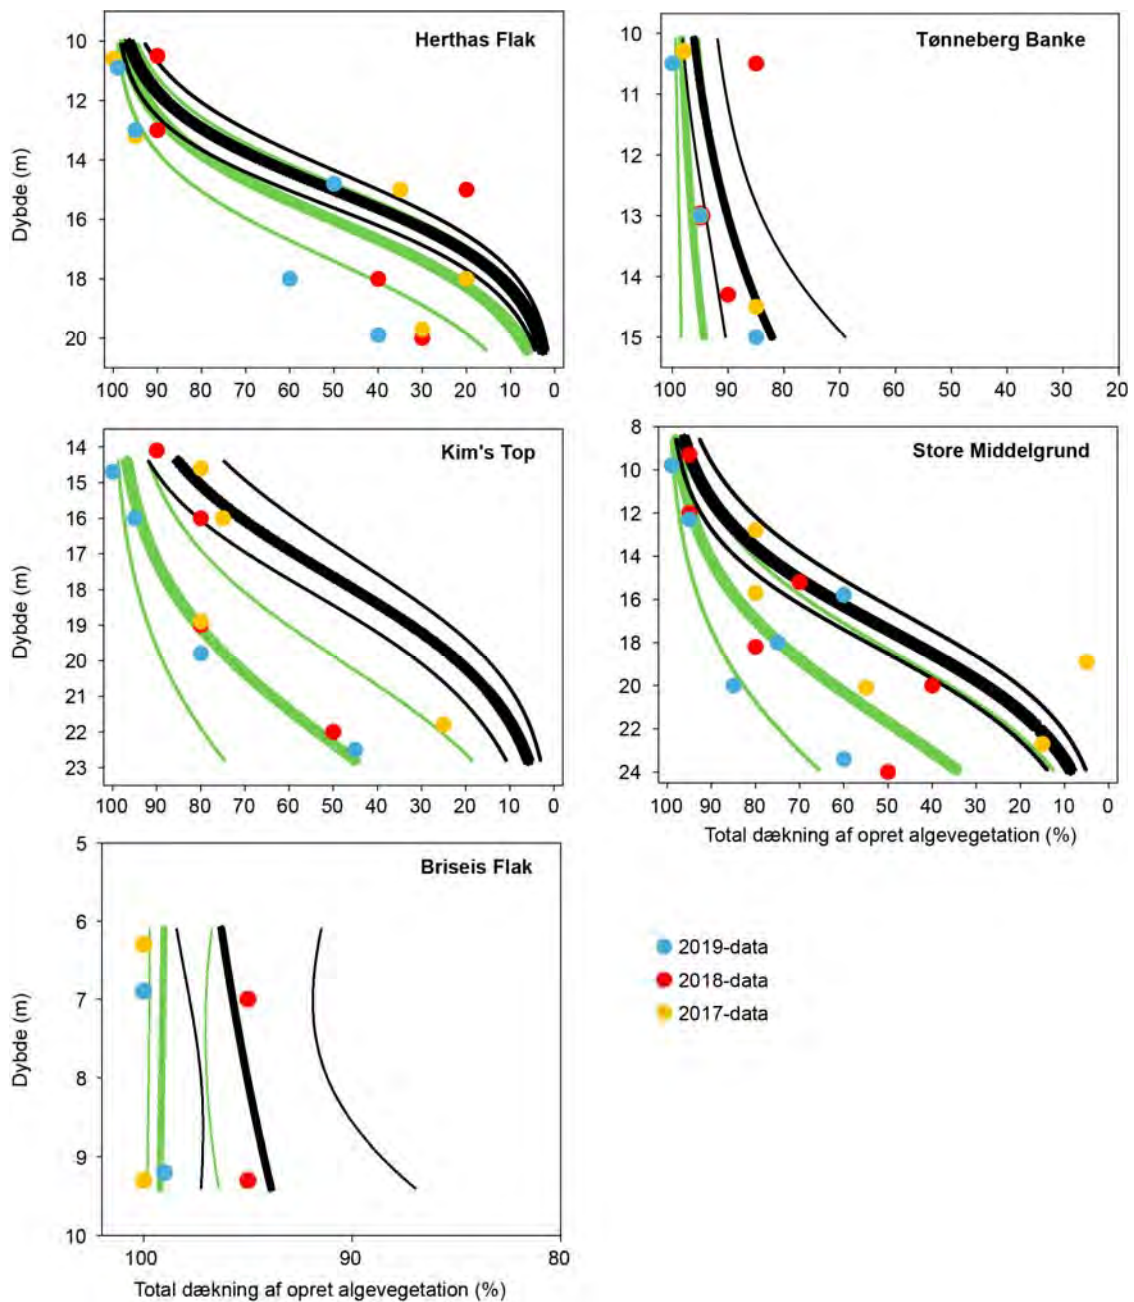 Herthas Flak
Dybde (m)
10
12
14
16
18
20
100 90 80 70 60 50 40 30 20 10 0
Tønneberg Banke
10
11
12
13
14
15
100 90 80 70 60 50 40 30 20
Kim's Top
Dybde (m)
14
15
16
17
18
19
20
21
22
23
100 90 80 70 60 50 40 30 20 10 0
Store Middelgrund
8
10
12
14
16
18
20
22
24
100 90 80 70 60 50 40 30 20 10 0
Total dækning af opret algevegetation (%)
Briseis Flak
Dybde (m)
5
6
7
8
9
10
100 90 80
Total dækning af opret algevegetation (%)
2019-data
2018-data
2017-data